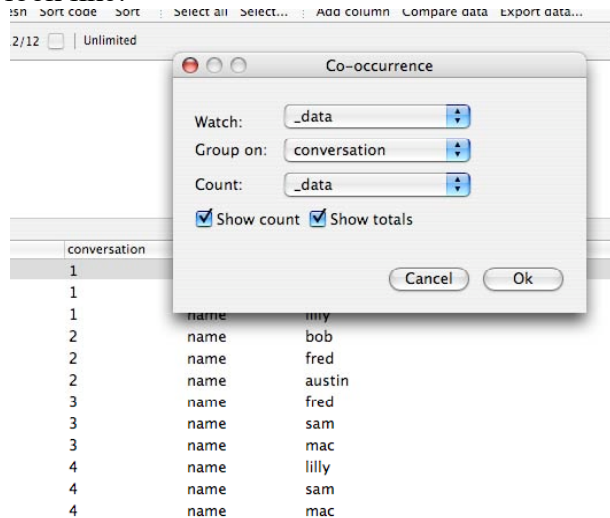 Sort code Sort Select all Select... Add column Compare data Export data...
2/12 Unlimited
Co-occurrence
Watch: _data
Group on: conversation
Count: _data
Show count Show totals
Cancel Ok
conversation
1
1
1 name lilly
2 name bob
2 name fred
2 name austin
3 name fred
3 name sam
3 name mac
4 name lilly
4 name sam
4 name mac